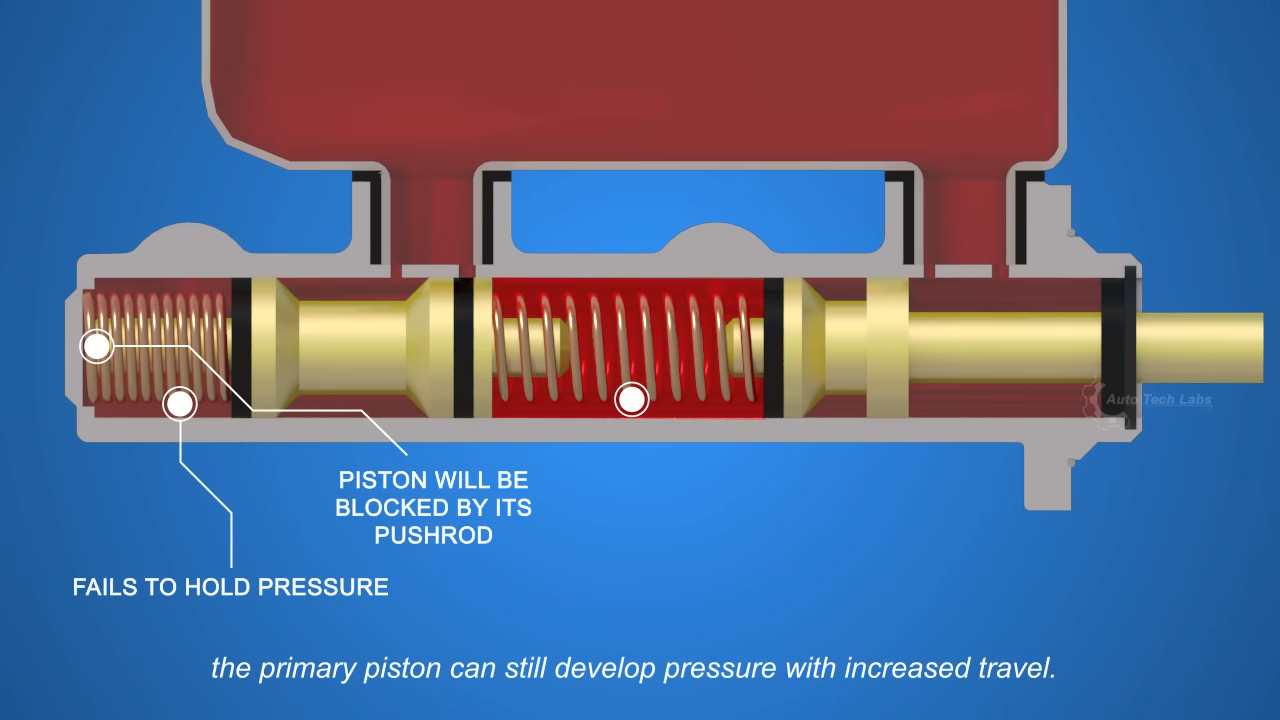 Auto Tech Labs
PISTON WILL BE
BLOCKED BY ITS
PUSHROD
FAILS TO HOLD PRESSURE
the primary piston can still develop pressure with increased travel.